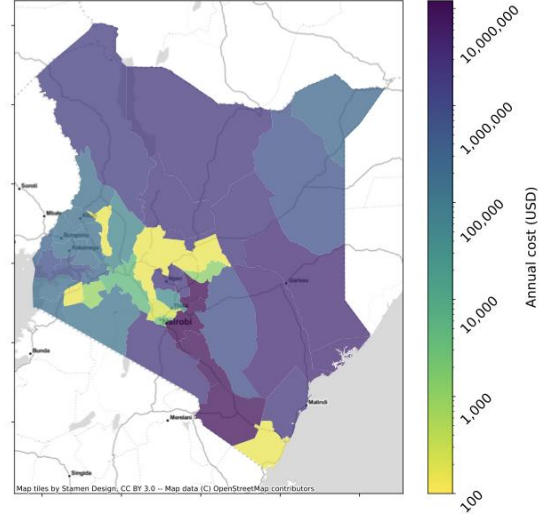 Soroti
Mbale
Bungoma
Kakamega
Nyeri
Thika
Nairobi
Garissa
Bunda
Merelani
Malindi
Singida
Map tiles by Stamen Design, CC BY 3.0 -- Map data (C) OpenStreetMap contributors
10,000,000
1,000,000
100,000
10,000
1,000
100
Annual cost (USD)